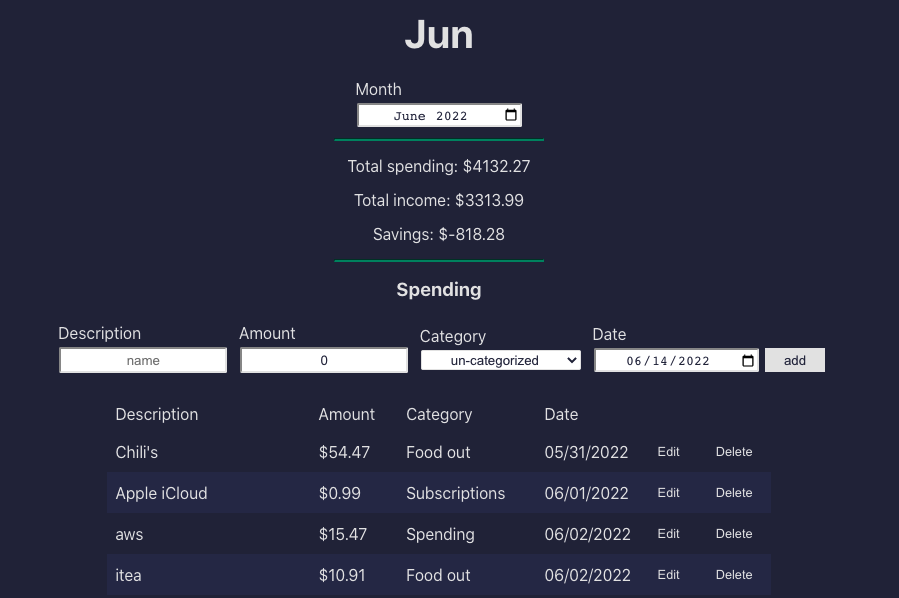 Jun
Month
June 2022
Total spending: $4132.27
Total income: $3313.99
Savings: $-818.28
Spending
Description Amount Category Date
name 0 un-categorized 06/14/2022 add
Description Amount Category Date
Chili's $54.47 Food out 05/31/2022 Edit Delete
Apple iCloud $0.99 Subscriptions 06/01/2022 Edit Delete
aws $15.47 Spending 06/02/2022 Edit Delete
itea $10.91 Food out 06/02/2022 Edit Delete